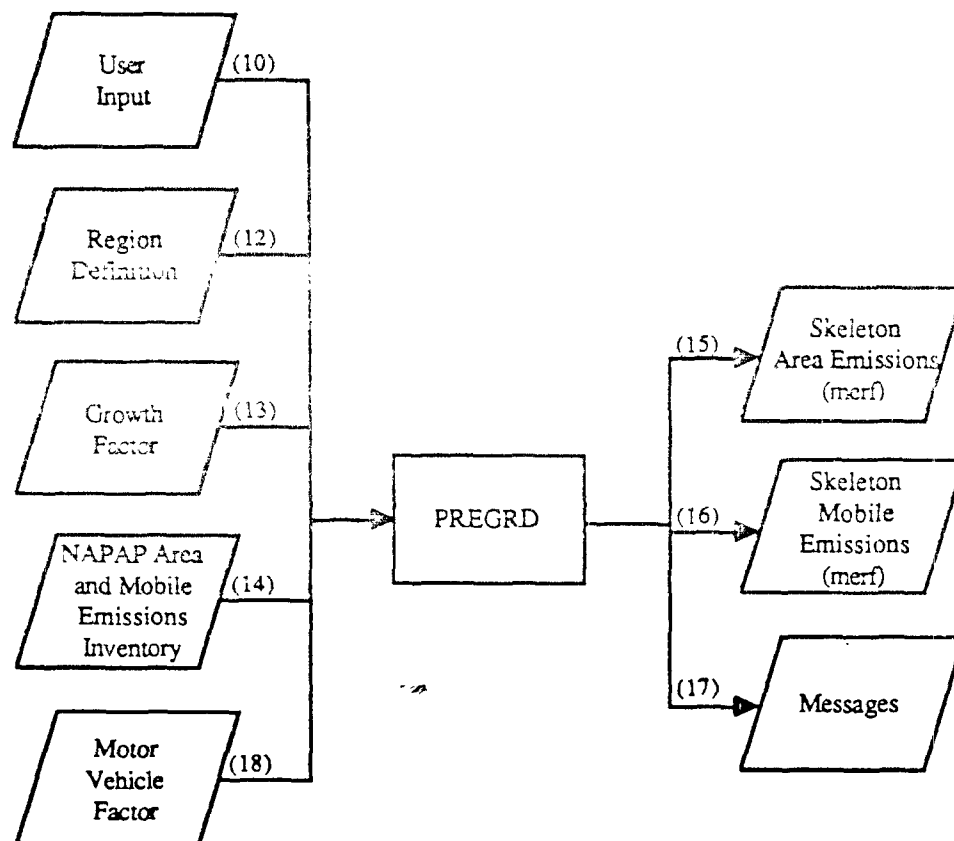 User
Input
(10)
Region
Definition
(12)
Growth
Factor
(13)
NAPAP Area
and Mobile
Emissions
Inventory
(14)
Motor
Vehicle
Factor
(18)
PREGRD
(15)
Skeleton
Area Emissions
(merf)
(16)
Skeleton
Mobile
Emissions
(merf)
(17)
Messages